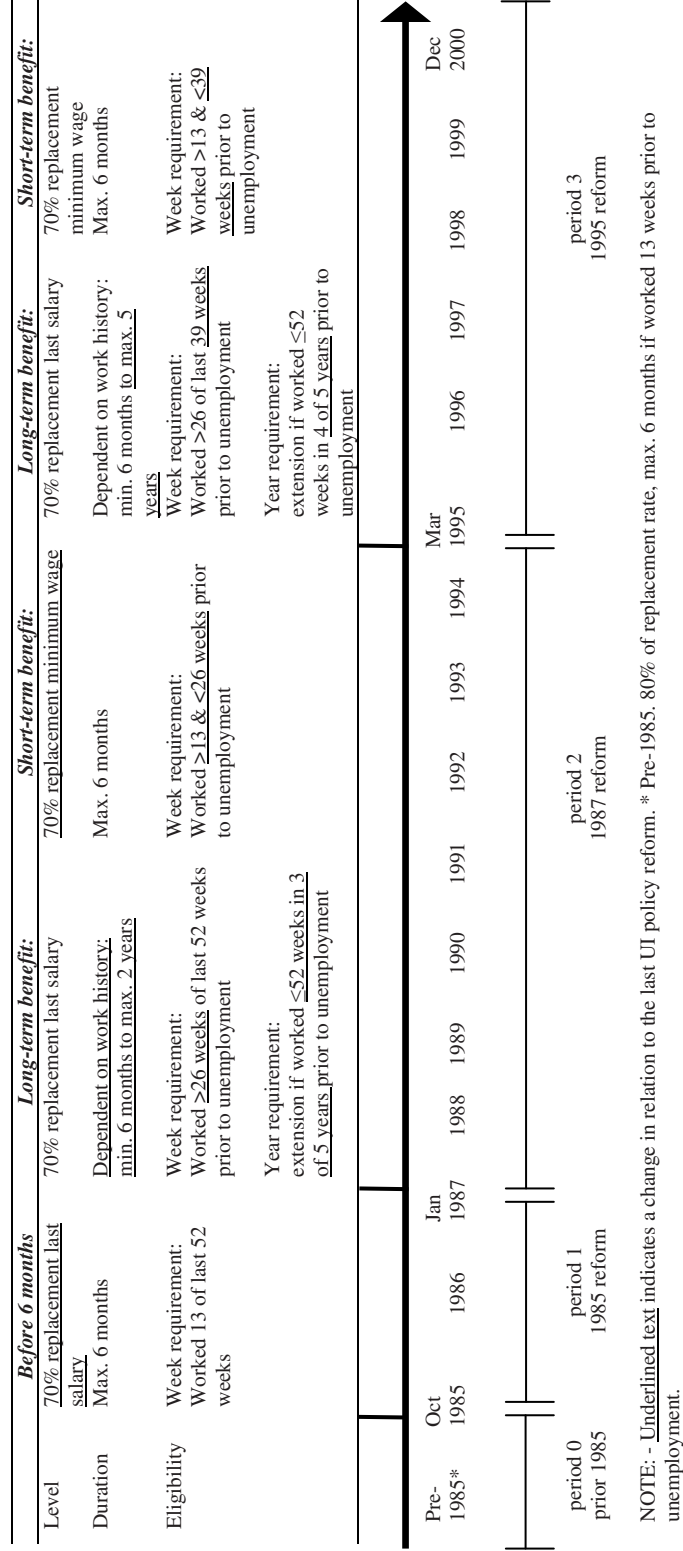 Before 6 months
Long-term benefit:
Short-term benefit:
Long-term benefit:
Short-term benefit:
Level
70% replacement last
salary
70% replacement last salary
70% replacement minimum wage
70% replacement last salary
70% replacement
minimum wage
Duration
Max. 6 months
Dependent on work history:
min. 6 months to max. 2 years
Max. 6 months
Dependent on work history:
min. 6 months to max. 5
years
Max. 6 months
Eligibility
Week requirement:
Worked 13 of last 52
weeks
Week requirement:
Worked >26 weeks of last 52 weeks
prior to unemployment
Year requirement:
extension if worked ≤52 weeks in 3
of 5 years prior to unemployment
Week requirement:
Worked >13 & <26 weeks prior
to unemployment
Week requirement:
Worked >26 of last 39 weeks
prior to unemployment
Year requirement:
extension if worked ≤52
weeks in 4 of 5 years prior to
unemployment
Week requirement:
Worked >13 & <39
weeks prior to
unemployment
Pre-
1985*
Oct
1985
1986
Jan
1987
1988
1989
1990
1991
1992
1993
1994
Mar
1995
1996
1997
1998
1999
Dec
2000
period 0
prior 1985
period 1
1985 reform
period 2
1987 reform
period 3
1995 reform
NOTE: - Underlined text indicates a change in relation to the last UI policy reform. * Pre-1985. 80% of replacement rate, max. 6 months if worked 13 weeks prior to
unemployment.